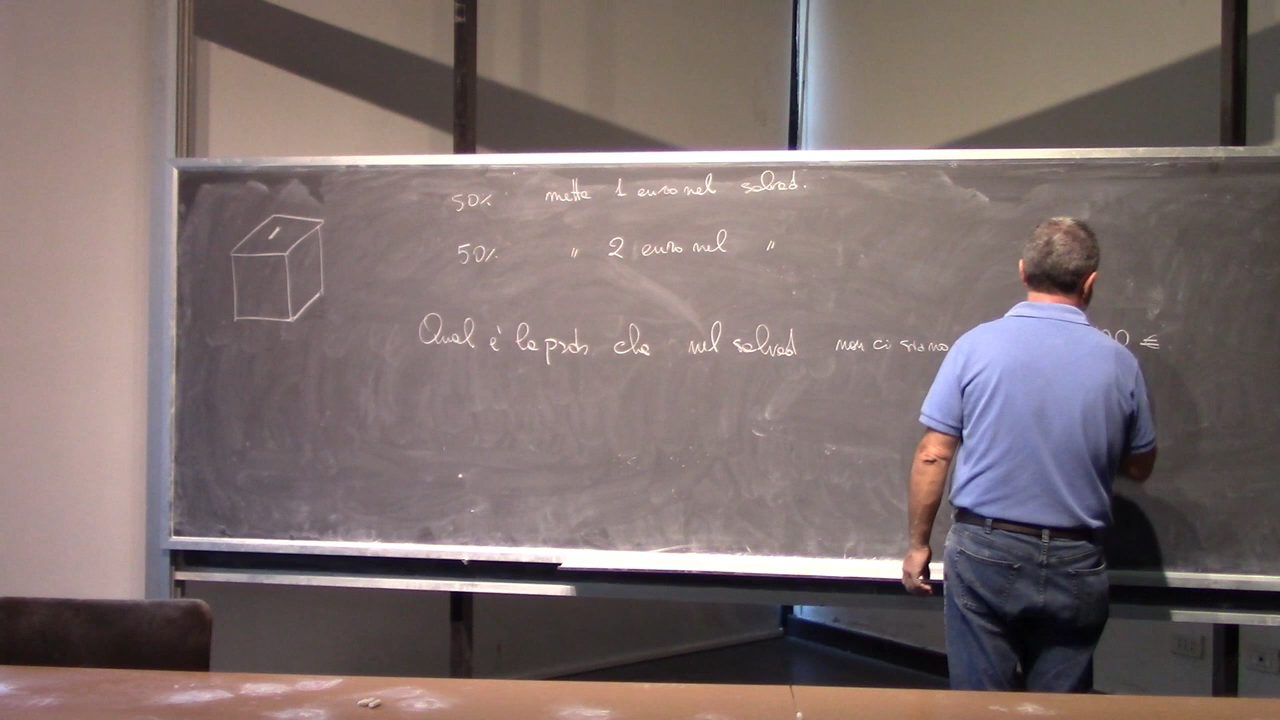 50% mette 1 euro nel salvad.
50% " 2 euro nel "
Qual è la prob che nel salvad non ci siano 00 €